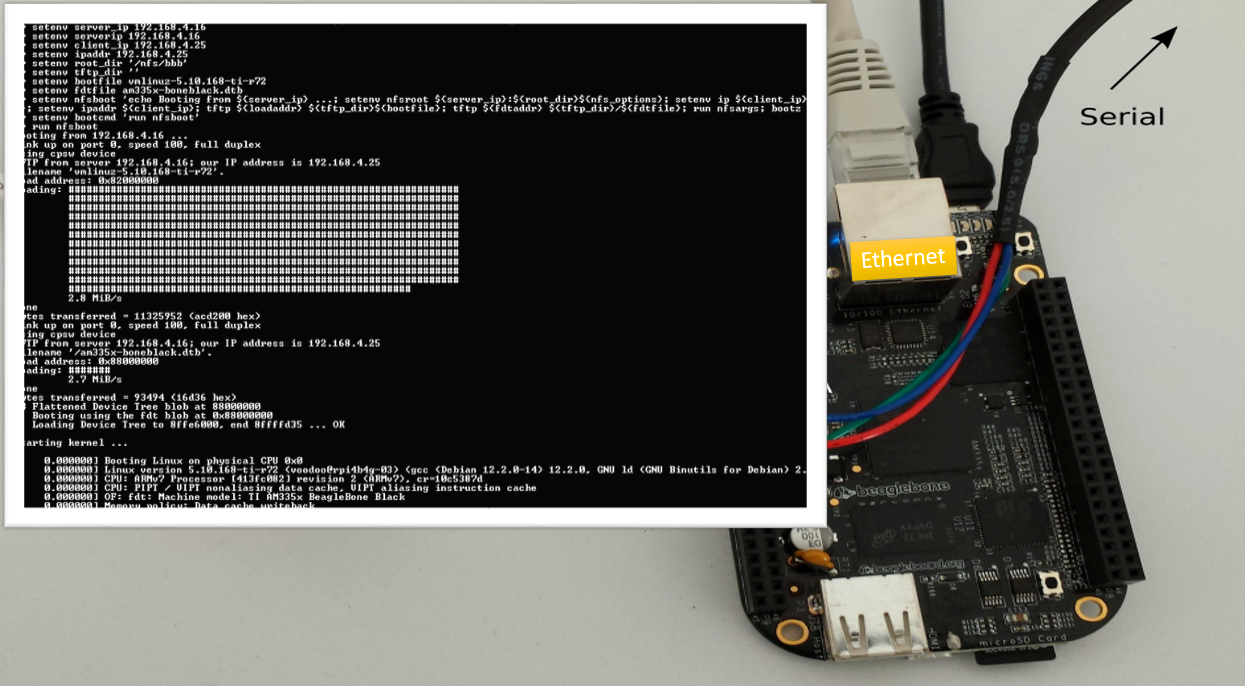 setenv server_ip 192.168.4.16
setenv serverip 192.168.4.16
setenv client_ip 192.168.4.25
setenv ipaddr 192.168.4.25
setenv root_dir '/nfs/bbb'
setenv tftp_dir ''
setenv bootfile vmlinuz-5.10.168-ti-r72
setenv fdtfile am335x-boneblack.dtb
setenv nfsboot 'echo Booting from ${server_ip} ...; setenv nfsroot ${server_ip}:${root_dir}${nfs_options}; setenv ip ${client_ip}
; setenv ipaddr ${client_ip}; tftp ${loadaddr} ${tftp_dir}${bootfile}; tftp ${fdtaddr} ${tftp_dir}/${fdtfile}; run nfsargs; bootz
setenv bootcmd 'run nfsboot'
run nfsboot
oting from 192.168.4.16 ...
nk up on port 0, speed 100, full duplex
ing cpsw device
TP from server 192.168.4.16; our IP address is 192.168.4.25
lename 'vmlinuz-5.10.168-ti-r72'.
ad address: 0x82000000
ading: #################################################################
#################################################################
#################################################################
#################################################################
#################################################################
#################################################################
#################################################################
#################################################################
#################################################################
#################################################################
#################################################################
#########################################################
2.8 MiB/s
one
ytes transferred = 11325952 (acd200 hex)
nk up on port 0, speed 100, full duplex
ing cpsw device
TP from server 192.168.4.16; our IP address is 192.168.4.25
lename '/am335x-boneblack.dtb'.
ad address: 0x88000000
ading: #######
2.7 MiB/s
one
ytes transferred = 93494 (16d36 hex)
Flattened Device Tree blob at 88000000
Booting using the fdt blob at 0x88000000
Loading Device Tree to 8ffe6000, end 8ffffd35 ... OK
arting kernel ...
0.000000] Booting Linux on physical CPU 0x0
0.000000] Linux version 5.10.168-ti-r72 (voodoo@rpi4b4g-03) (gcc (Debian 12.2.0-14) 12.2.0, GNU ld (GNU Binutils for Debian) 2.
0.000000] CPU: ARMv7 Processor [413fc082] revision 2 (ARMv7), cr=10c5387d
0.000000] CPU: PIPT / VIPT nonaliasing data cache, VIPT aliasing instruction cache
0.000000] OF: fdt: Machine model: TI AM335x BeagleBone Black
0.000000] Memory policy: Data cache writeback
Serial
Ethernet
10/100 Ethernet
beaglebone
beagleboard.org
USB Host
HDMI
microSD Card